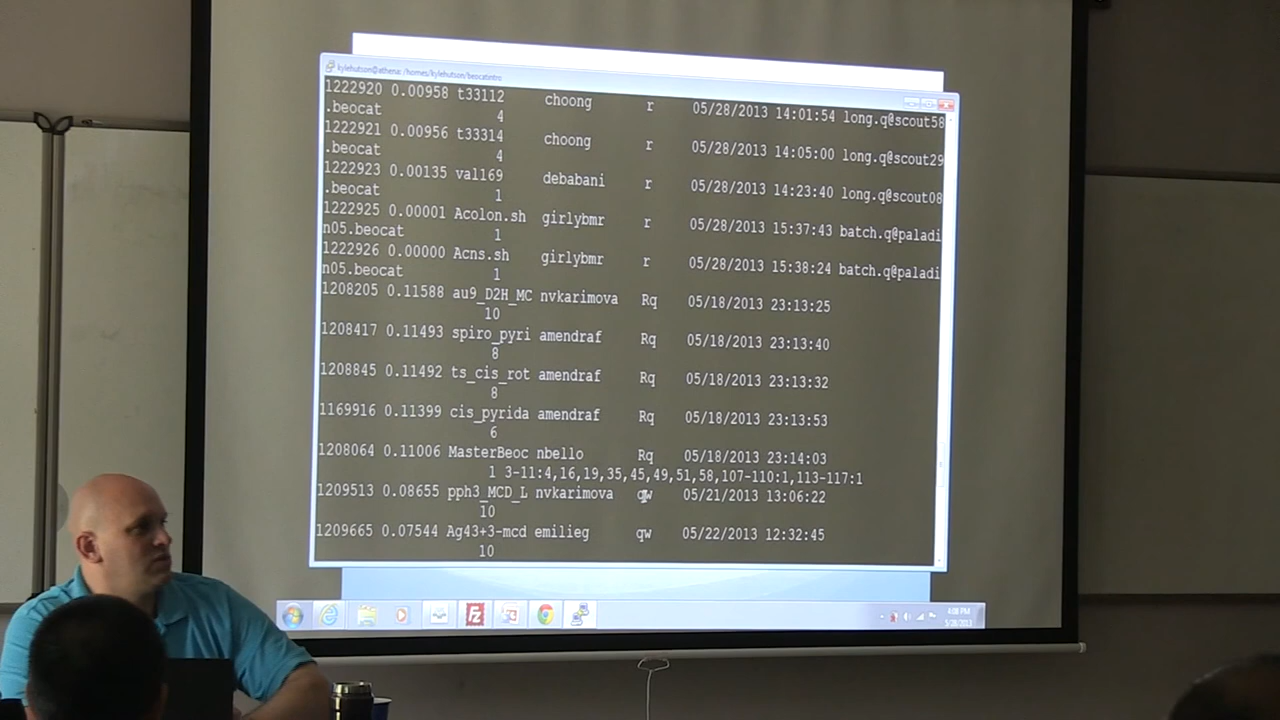 kylehutson@athena: /homes/kylehutson/beocatintro
1222920 0.00958 t33112 choong r 05/28/2013 14:01:54 long.q@scout58
.beocat 4
1222921 0.00956 t33314 choong r 05/28/2013 14:05:00 long.q@scout29
.beocat 4
1222923 0.00135 val169 debabani r 05/28/2013 14:23:40 long.q@scout08
.beocat 1
1222925 0.00001 Acolon.sh girlybmr r 05/28/2013 15:37:43 batch.q@paladi
n05.beocat 1
1222926 0.00000 Acns.sh girlybmr r 05/28/2013 15:38:24 batch.q@paladi
n05.beocat 1
1208205 0.11588 au9_D2H_MC nvkarimova Rq 05/18/2013 23:13:25
10
1208417 0.11493 spiro_pyri amendraf Rq 05/18/2013 23:13:40
8
1208845 0.11492 ts_cis_rot amendraf Rq 05/18/2013 23:13:32
8
1169916 0.11399 cis_pyrida amendraf Rq 05/18/2013 23:13:53
6
1208064 0.11006 MasterBeoc nbello Rq 05/18/2013 23:14:03
1 3-11:4,16,19,35,45,49,51,58,107-110:1,113-117:1
1209513 0.08655 pph3_MCD_L nvkarimova qw 05/21/2013 13:06:22
10
1209665 0.07544 Ag43+3-mcd emilieg qw 05/22/2013 12:32:45
10
4:08 PM
5/28/2013